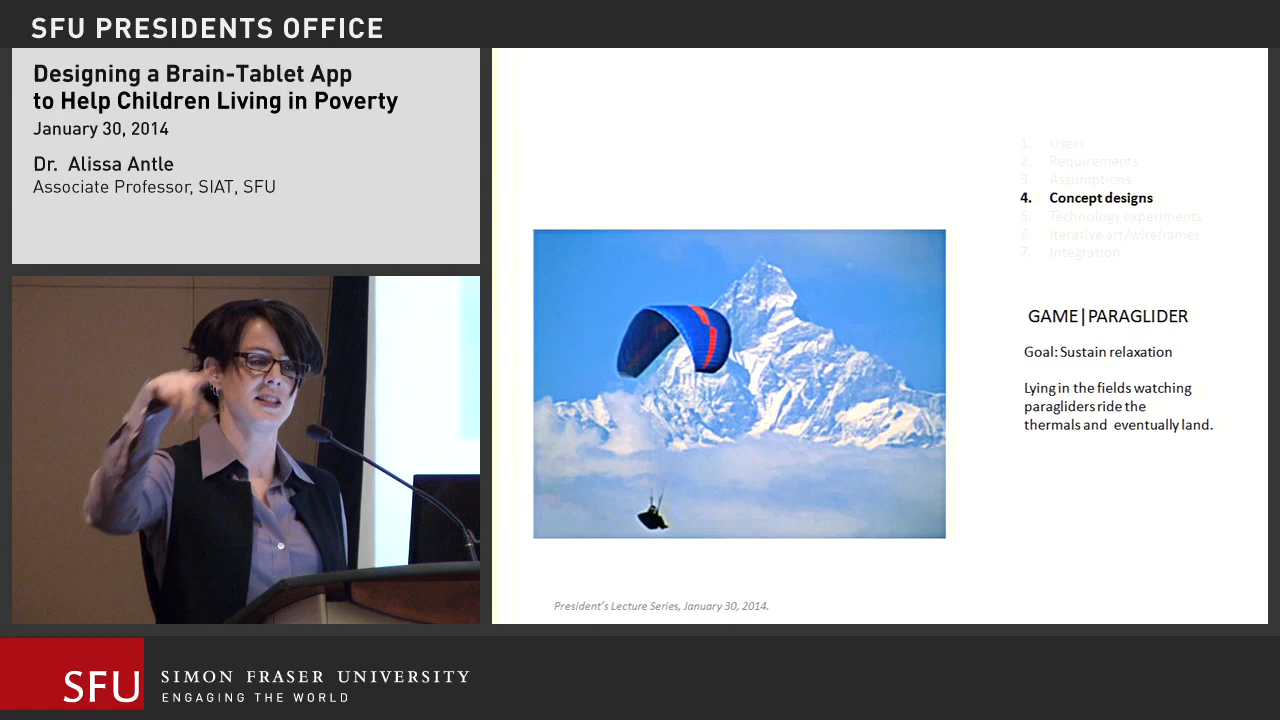 SFU PRESIDENTS OFFICE
Designing a Brain-Tablet App
to Help Children Living in Poverty
January 30, 2014
Dr. Alissa Antle
Associate Professor, SIAT, SFU
1. Users
2. Requirements
3. Assumptions
4. Concept designs
5. Technology experiments
6. Iterative art/wireframes
7. Integration
GAME|PARAGLIDER
Goal: Sustain relaxation
Lying in the fields watching
paragliders ride the
thermals and eventually land.
President's Lecture Series, January 30, 2014.
SFU
SIMON FRASER UNIVERSITY
ENGAGING THE WORLD